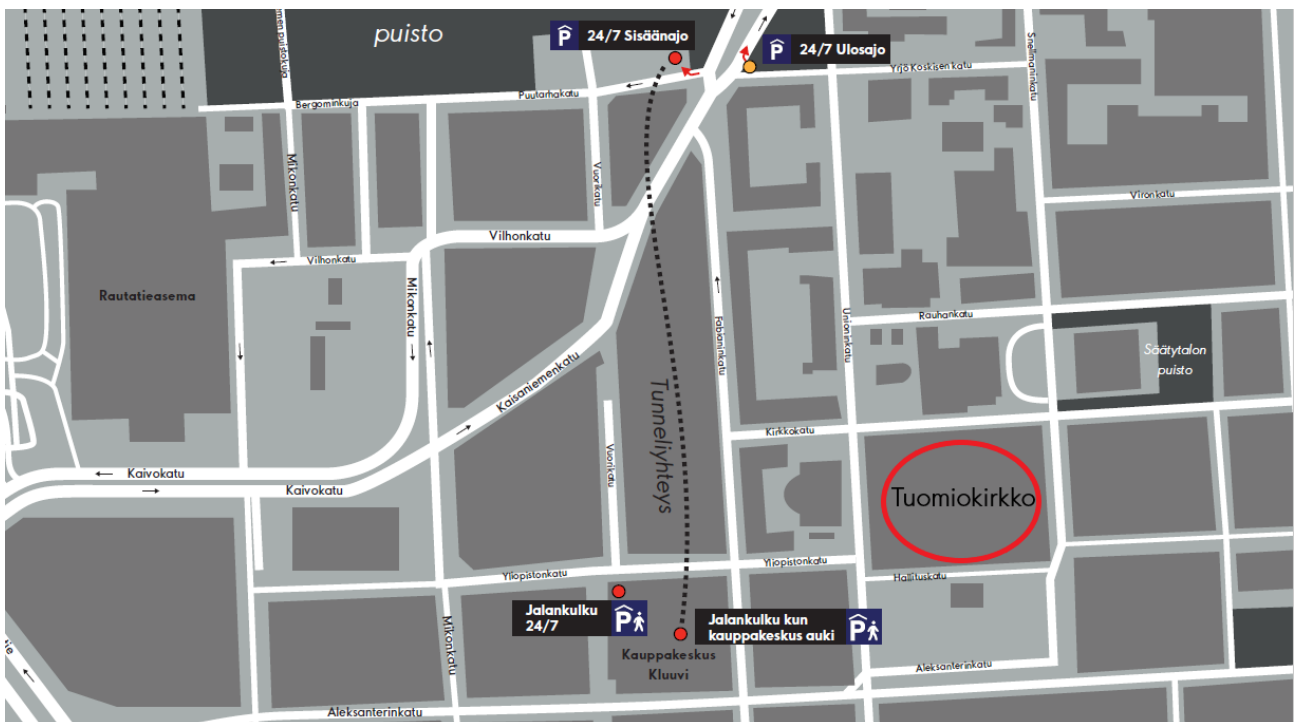 puisto
24/7 Sisäänajo
24/7 Ulosajo
Snellmaninkatu
Yrjö Koskisen katu
Puutarhakatu
Bergominkuja
Mikonkatu
Vuorikatu
Vironkatu
Vilhonkatu
Vilhonkatu
Rautatieasema
Mikonkatu
Fabianinkatu
Unioninkatu
Rauhankatu
Säätytalon
puisto
Kaisaniemenkatu
Tunneliyhteys
Kirkkokatu
Vuorikatu
Kaivokatu
Kaivokatu
Tuomiokirkko
Yliopistonkatu
Yliopistonkatu
Hallituskatu
Jalankulku
24/7
P
Jalankulku kun
kauppakeskus auki
P
Mikonkatu
Kauppakeskus
Kluuvi
Aleksanterinkatu
Aleksanterinkatu